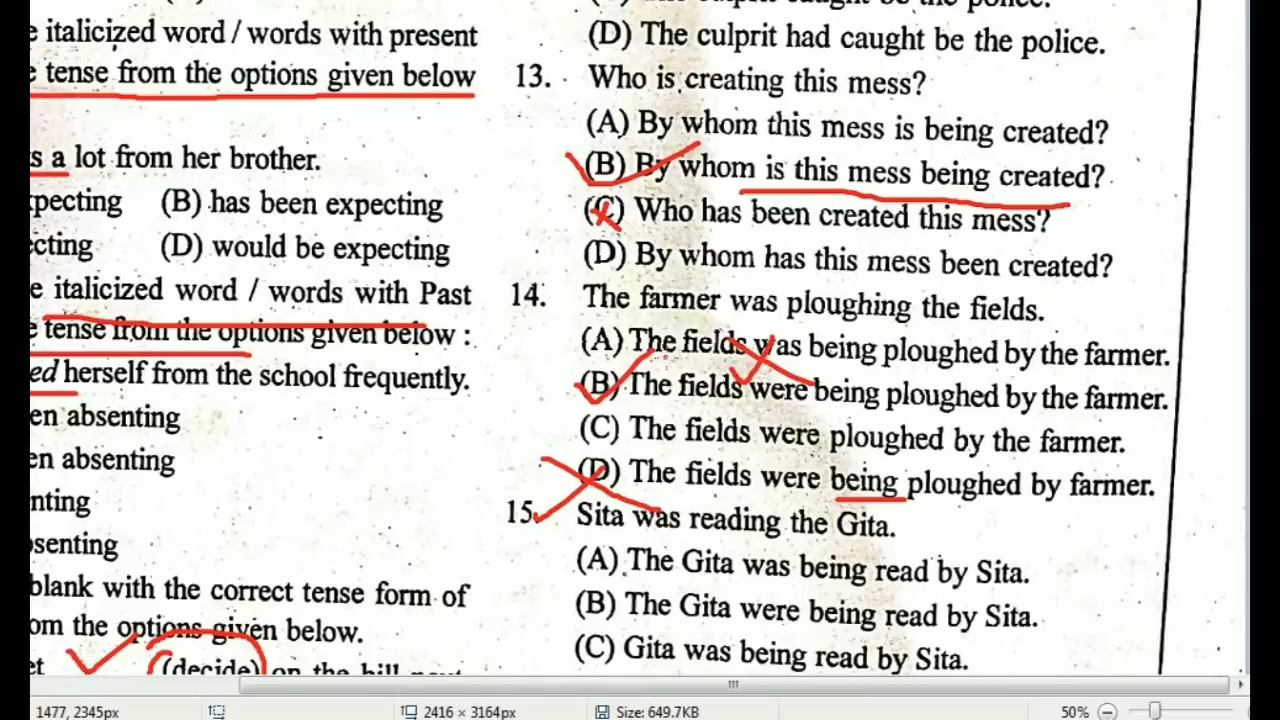 italicized word / words with present
tense from the options given below
s a lot from her brother.
pecting (B) has been expecting
ecting (D) would be expecting
e italicized word / words with Past
e tense from the options given below :
ed herself from the school frequently.
en absenting
en absenting
nting
senting
blank with the correct tense form of
om the options given below.
et (decide) on the bill
(D) The culprit had caught be the police.
13. Who is creating this mess?
(A) By whom this mess is being created?
(B) By whom is this mess being created?
(C) Who has been created this mess?
(D) By whom has this mess been created?
14. The farmer was ploughing the fields.
(A) The fields was being ploughed by the farmer.
(B) The fields were being ploughed by the farmer.
(C) The fields were ploughed by the farmer.
(D) The fields were being ploughed by farmer.
15. Sita was reading the Gita.
(A) The Gita was being read by Sita.
(B) The Gita were being read by Sita.
(C) Gita was being read by Sita.
1477, 2345px 2416 × 3164px Size: 649.7KB 50%